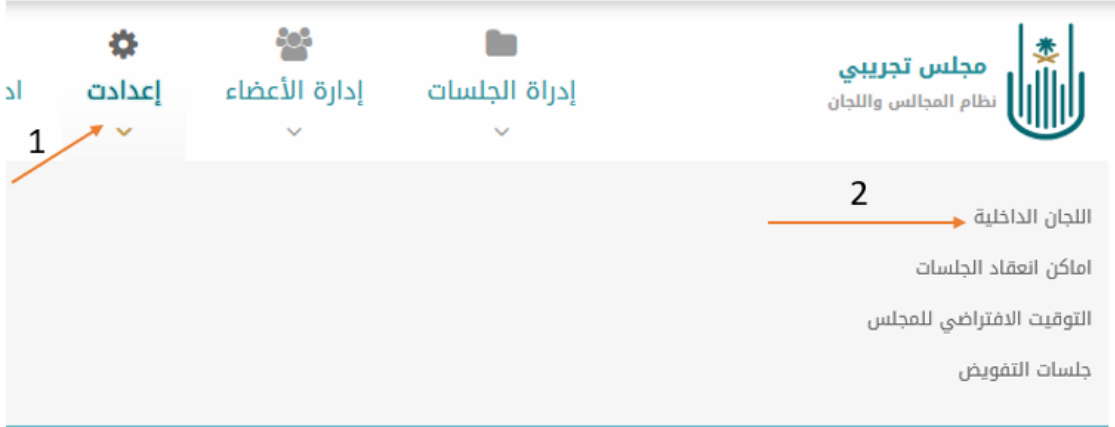 مجلس تجريبي
نظام المجالس واللجان
إدراة الجلسات
إدارة الأعضاء
إعدادت
اد
1
2
اللجان الداخلية
اماكن انعقاد الجلسات
التوقيت الافتراضي للمجلس
جلسات التفويض